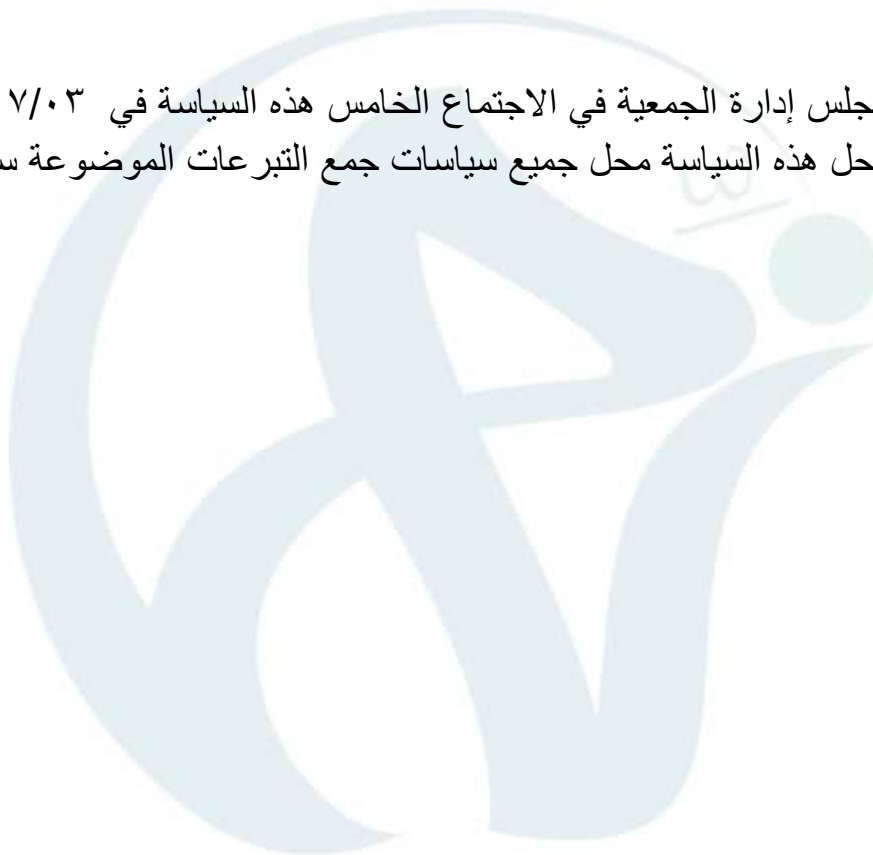 جلس إدارة الجمعية في الاجتماع الخامس هذه السياسة في ٧/٠٣
حل هذه السياسة محل جميع سياسات جمع التبرعات الموضوعة